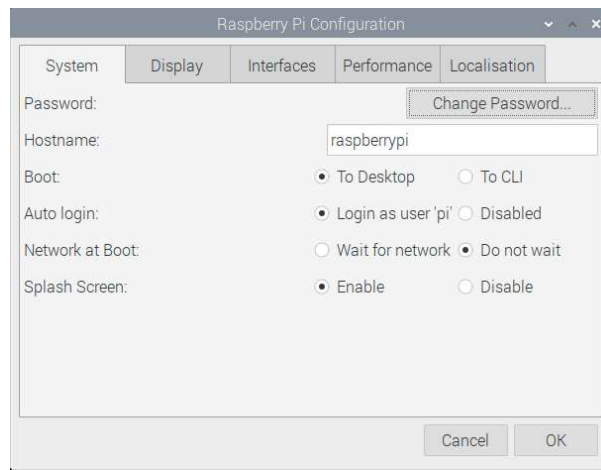 Raspberry Pi Configuration
System Display Interfaces Performance Localisation
Password: Change Password...
Hostname: raspberrypi
Boot: To Desktop To CLI
Auto login: Login as user 'pi' Disabled
Network at Boot: Wait for network Do not wait
Splash Screen: Enable Disable
Cancel OK